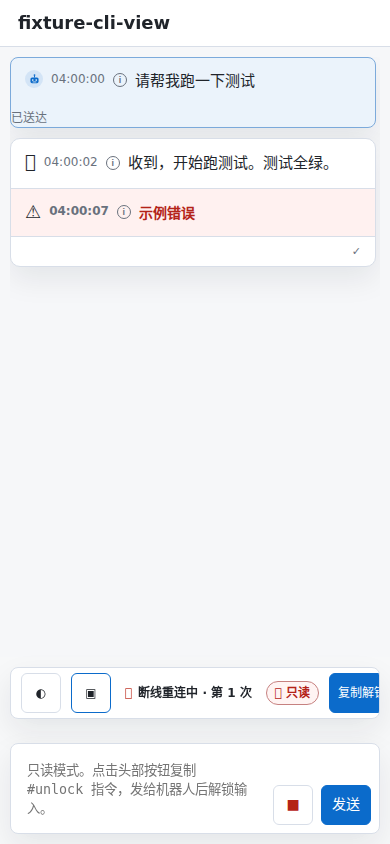 fixture-cli-view
04:00:00 请帮我跑一下测试
已送达
04:00:02 收到，开始跑测试。测试全绿。
04:00:07 示例错误
✓
断线重连中 · 第 1 次 只读 复制解
只读模式。点击头部按钮复制
#unlock 指令，发给机器人后解锁输
入。
发送